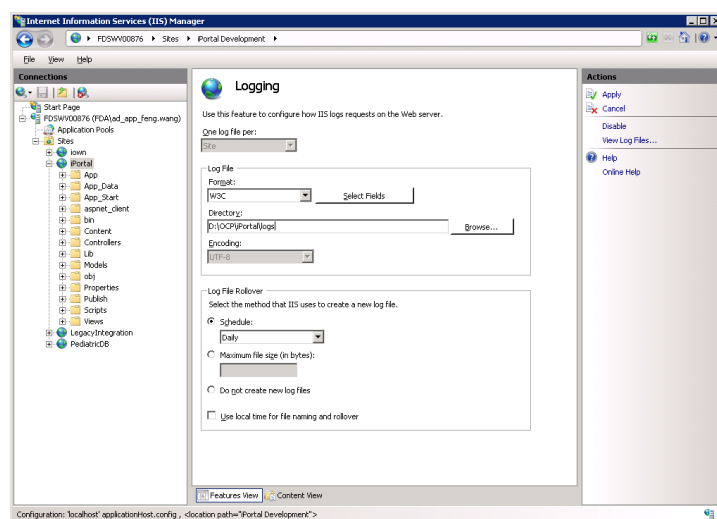 Internet Information Services (IIS) Manager
FDSWV00876 Sites iPortal Development
File View Help
Connections
Start Page
FDSWV00876 (FDA\ad_app_feng.wang)
Application Pools
Sites
iown
iPortal
App
App_Data
App_Start
aspnet_client
bin
Content
Controllers
Lib
Models
obj
Properties
Publish
Scripts
Views
LegacyIntegration
PediatricDB
Logging
Use this feature to configure how IIS logs requests on the Web server.
One log file per:
Site
Log File
Format:
W3C Select Fields
Directory:
D:\OCP\iPortal\logs Browse...
Encoding:
UTF-8
Log File Rollover
Select the method that IIS uses to create a new log file.
Schedule:
Daily
Maximum file size (in bytes):
Do not create new log files
Use local time for file naming and rollover
Features View Content View
Actions
Apply
Cancel
Disable
View Log Files...
Help
Online Help
Configuration: 'localhost' applicationHost.config , <location path="iPortal Development">